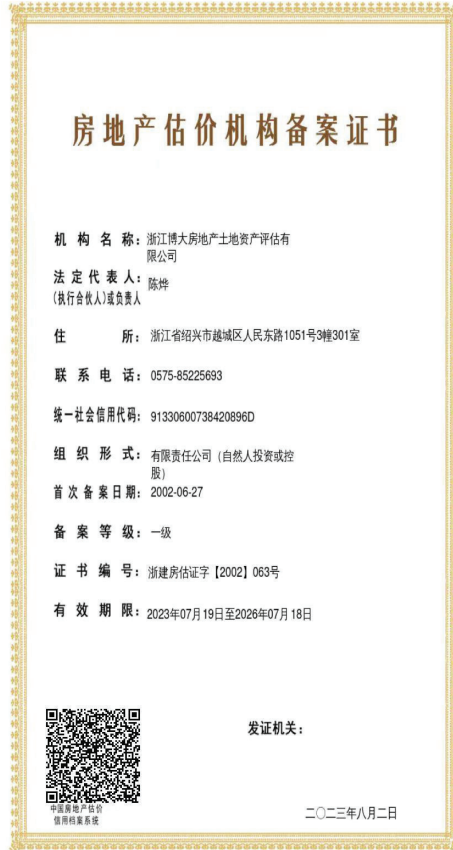 房地产估价机构备案证书
机构名称：浙江博大房地产土地资产评估有
限公司
法定代表人：陈烨
(执行合伙人)或负责人
住所：浙江省绍兴市越城区人民东路1051号3幢301室
联系电话：0575-85225693
统一社会信用代码：91330600738420896D
组织形式：有限责任公司（自然人投资或控
股）
首次备案日期：2002-06-27
备案等级：一级
证书编号：浙建房估证字【2002】063号
有效期限：2023年07月19日至2026年07月18日
发证机关：
中国房地产估价
信用档案系统
二〇二三年八月二日